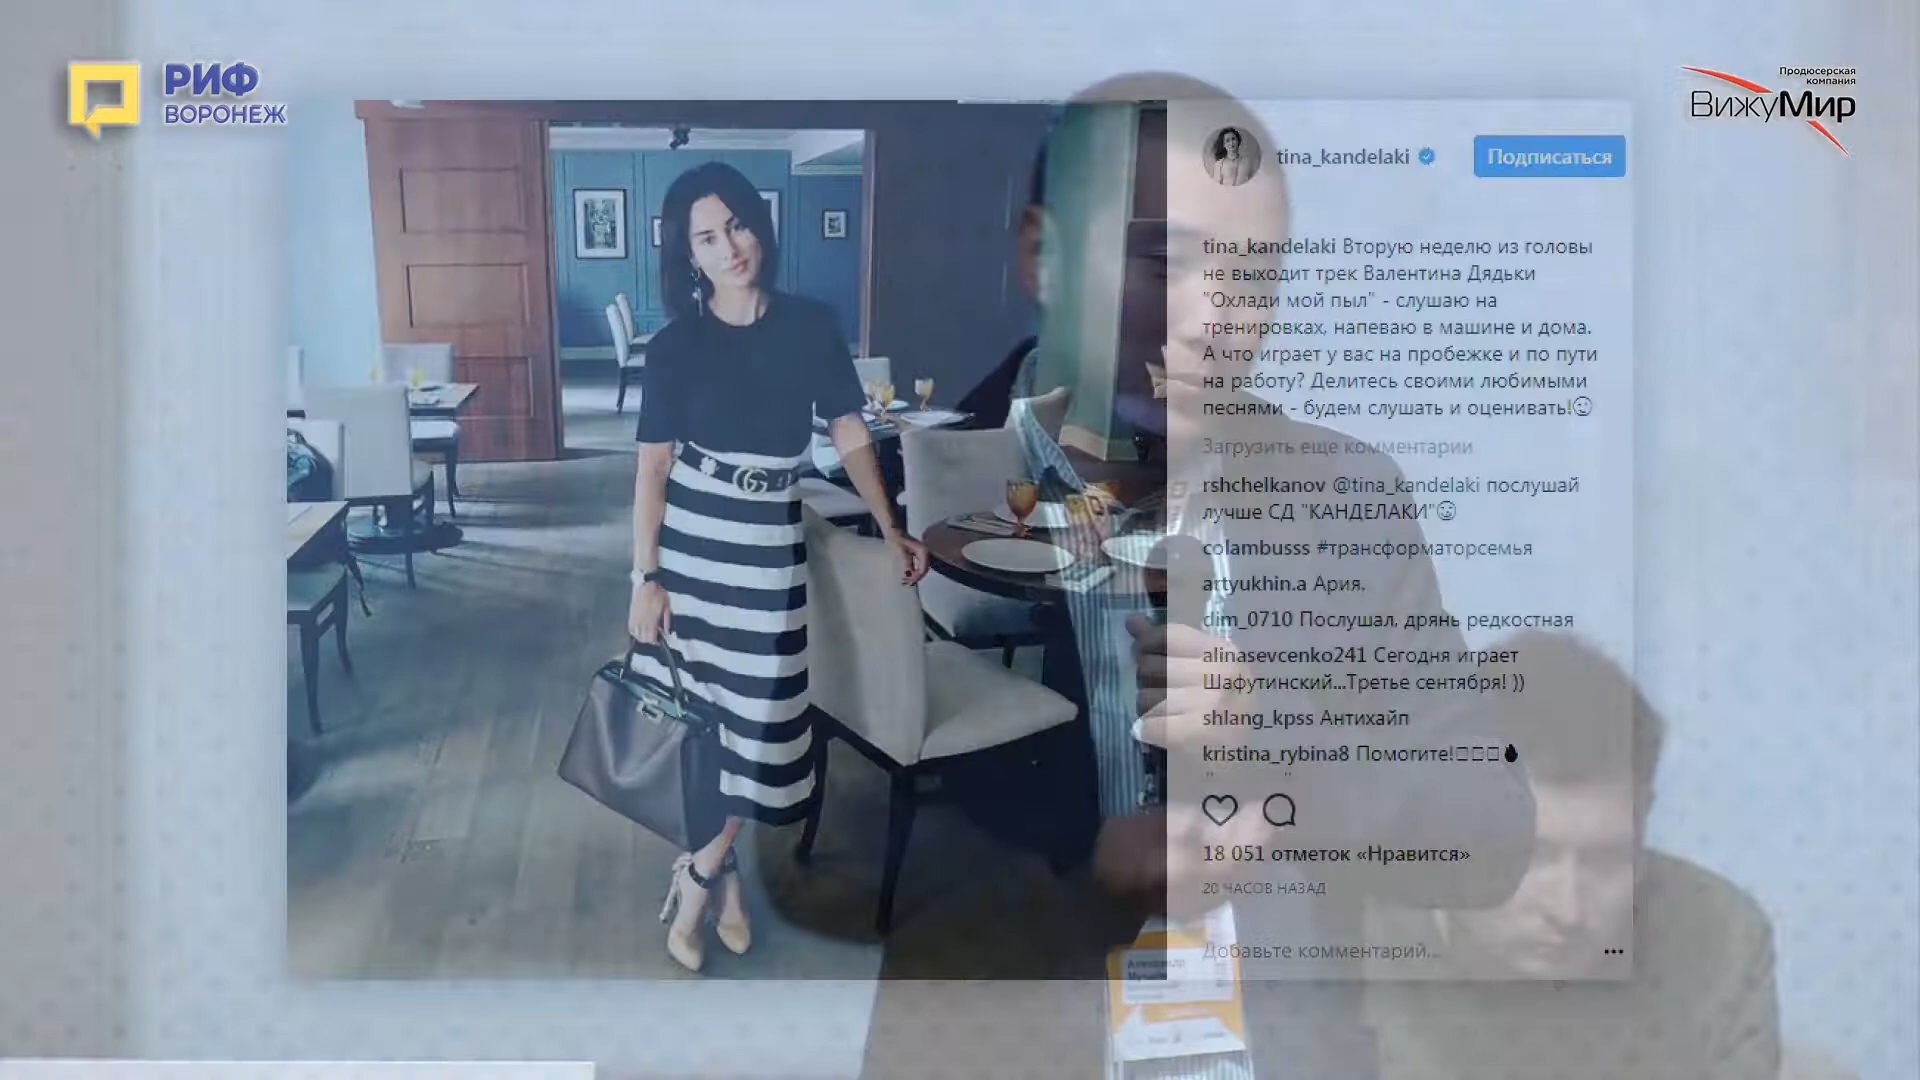 РИФ
ВОРОНЕЖ
Продюсерская
компания
ВижуМир
tina_kandelaki
Подписаться
tina_kandelaki Вторую неделю из головы
не выходит трек Валентина Дядьки
"Охлади мой пыл" - слушаю на
тренировках, напеваю в машине и дома.
А что играет у вас на пробежке и по пути
на работу? Делитесь своими любимыми
песнями - будем слушать и оценивать!
Загрузить еще комментарии
rshchelkanov @tina_kandelaki послушай
лучше СД "КАНДЕЛАКИ"
colambusss #трансформаторсемья
artyukhin.a Ария.
dim_0710 Послушал, дрянь редкостная
alinasevcenko241 Сегодня играет
Шафутинский...Третье сентября! ))
shlang_kpss Антихайп
kristina_rybina8 Помогите!
18 051 отметок «Нравится»
20 ЧАСОВ НАЗАД
Добавьте комментарий...
Александр